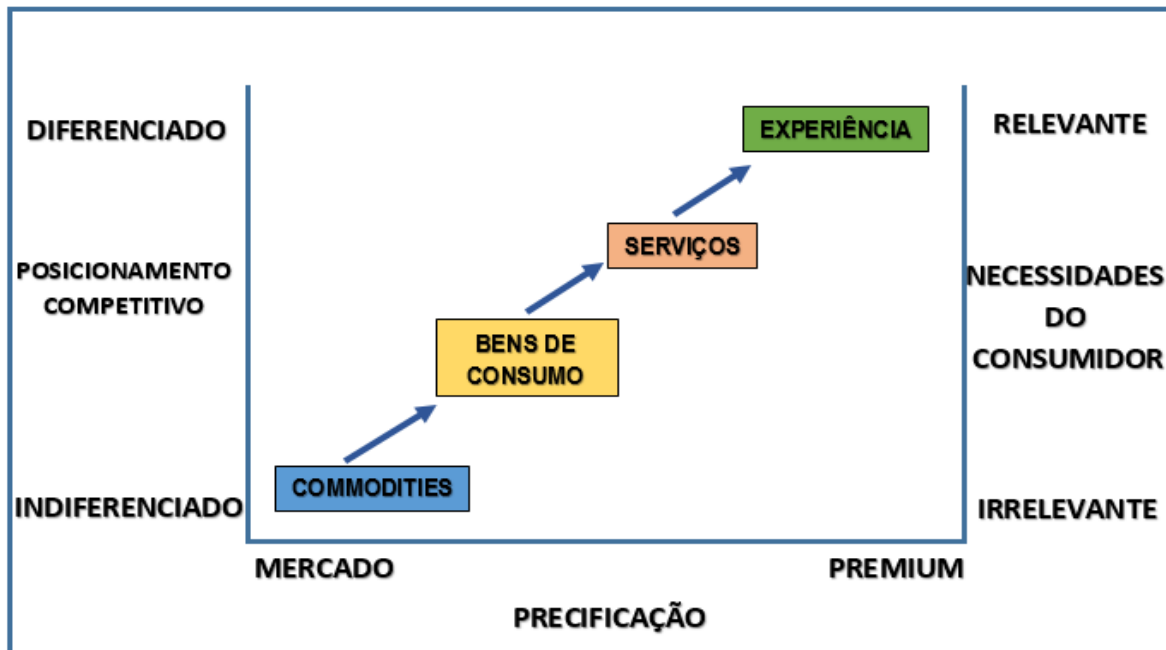 DIFERENCIADO
EXPERIÊNCIA
RELEVANTE
SERVIÇOS
POSICIONAMENTO
COMPETITIVO
NECESSIDADES
DO
CONSUMIDOR
BENS DE
CONSUMO
COMMODITIES
INDIFERENCIADO
IRRELEVANTE
MERCADO
PREMIUM
PRECIFICAÇÃO